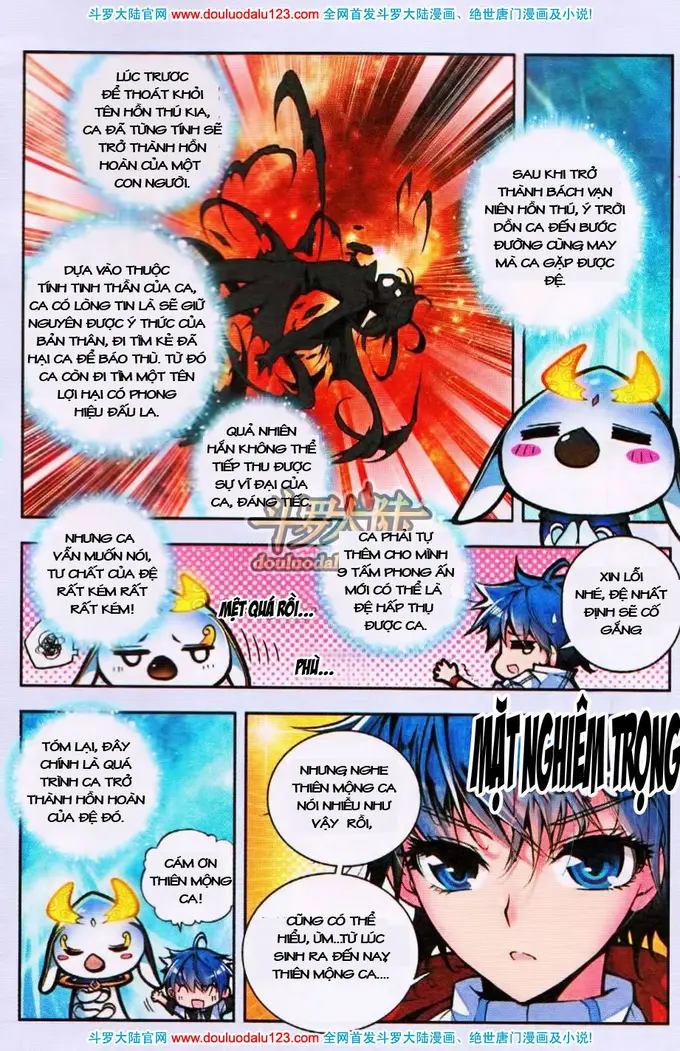 斗罗大陆官网 www.douluodalu123.com 全网首发斗罗大陆漫画、绝世唐门漫画及小说!
LÚC TRƯƠC
ĐỂ THOÁT KHỎI
TÊN HỒN THÚ KIA,
CA ĐÃ TỪNG TÍNH SẼ
TRỞ THÀNH HỒN
HOÀN CỦA MỘT
CON NGƯỜI.
DỰA VÀO THUỘC
TÍNH TINH THẦN CỦA CA,
CA CÓ LÒNG TIN LÀ SẼ GIỮ
NGUYÊN ĐƯỢC Ý THỨC CỦA
BẢN THÂN, ĐI TÌM KẺ ĐÃ
HẠI CA ĐỂ BÁO THÙ. TỪ ĐÓ
CA CÒN ĐI TÌM MỘT TÊN
LỢI HẠI CÓ PHONG
HIỆU ĐẤU LA.
QUẢ NHIÊN
HẮN KHÔNG THỂ
TIẾP THU ĐƯỢC
SỰ VĨ DẠI CỦA
CA, ĐÁNG TIẾC.
SAU KHI TRỞ
THÀNH BÁCH VẠN
NIÊN HỒN THÚ, Ý TRỜI
DỒN CA ĐẾN BƯỚC
ĐƯỜNG CÙNG, MAY
MÀ CA GẶP ĐƯỢC
ĐỆ.
斗罗大陆
douluodal
NHƯNG CA
VẪN MUỐN NÓI,
TƯ CHẤT CỦA ĐỆ
RẤT KÉM RẤT
RẤT KÉM!
MỆT QUÁ RỒI...
CA PHẢI TỰ
THÊM CHO MÌNH
9 TẤM PHONG ẤN
MỚI CÓ THỂ LÀ
ĐỆ HẤP THỤ
ĐƯỢC CA.
PHÙ...
XIN LỖI
NHÉ, ĐỆ NHẤT
ĐỊNH SẼ CỐ
GẮNG
TÓM LẠI, ĐÂY
CHÍNH LÀ QUÁ
TRÌNH CA TRỞ
THÀNH HỒN HOÀN
CỦA ĐỆ ĐÓ.
CÁM ƠN
THIÊN MỘNG
CA!
MẶT NGHIÊM TRỌNG
NHƯNG NGHE
THIÊN MỘNG CA
NÓI NHIỀU NHƯ
VẬY RỒI,
CŨNG CÓ THỂ
HIỂU, ỪM...TỪ LÚC
SINH RA ĐẾN NAY
THIÊN MỘNG CA....
斗罗大陆官网 www.douluodalu123.com 全网首发斗罗大陆漫画、绝世唐门漫画及小说!